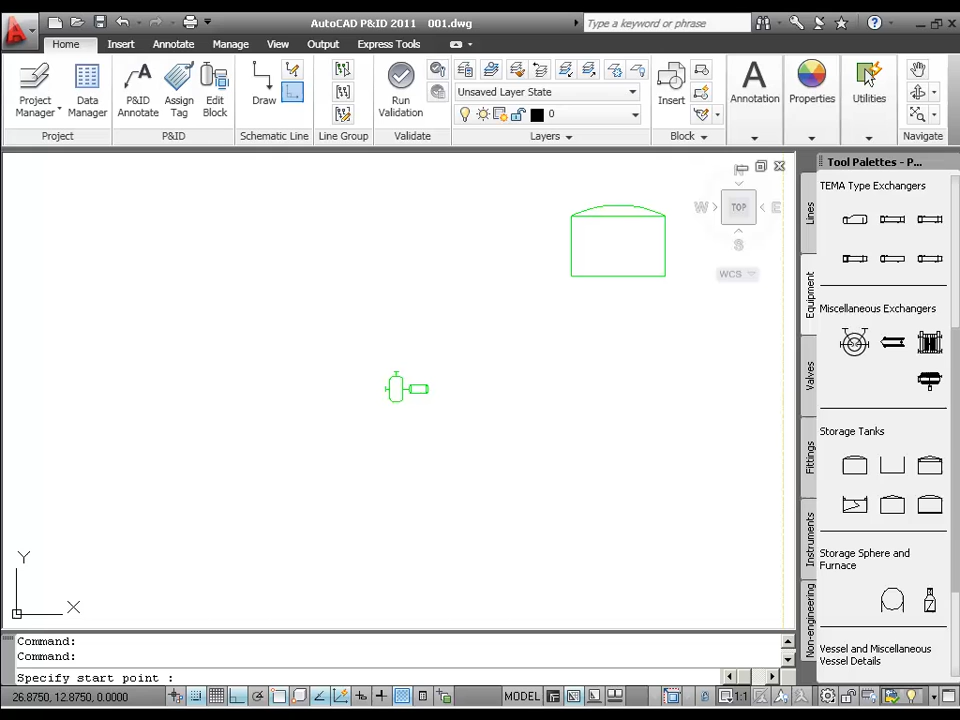 AutoCAD P&ID 2011 001.dwg
Type a keyword or phrase
Home Insert Annotate Manage View Output Express Tools
Project Manager
Data Manager
P&ID Annotate
Assign Tag
Edit Block
Draw
Run Validation
Unsaved Layer State
0
Insert
Annotation
Properties
Utilities
Project P&ID Schematic Line Line Group Validate Layers Block Navigate
Tool Palettes - P...
TEMA Type Exchangers
Miscellaneous Exchangers
Storage Tanks
Storage Sphere and
Furnace
Vessel and Miscellaneous
Vessel Details
Lines
Equipment
Valves
Fittings
Instruments
Non-engineering
W TOP E
S
WCS
Y
X
Command:
Command:
Specify start point :
26.8750, 12.8750, 0.0000
MODEL
1:1